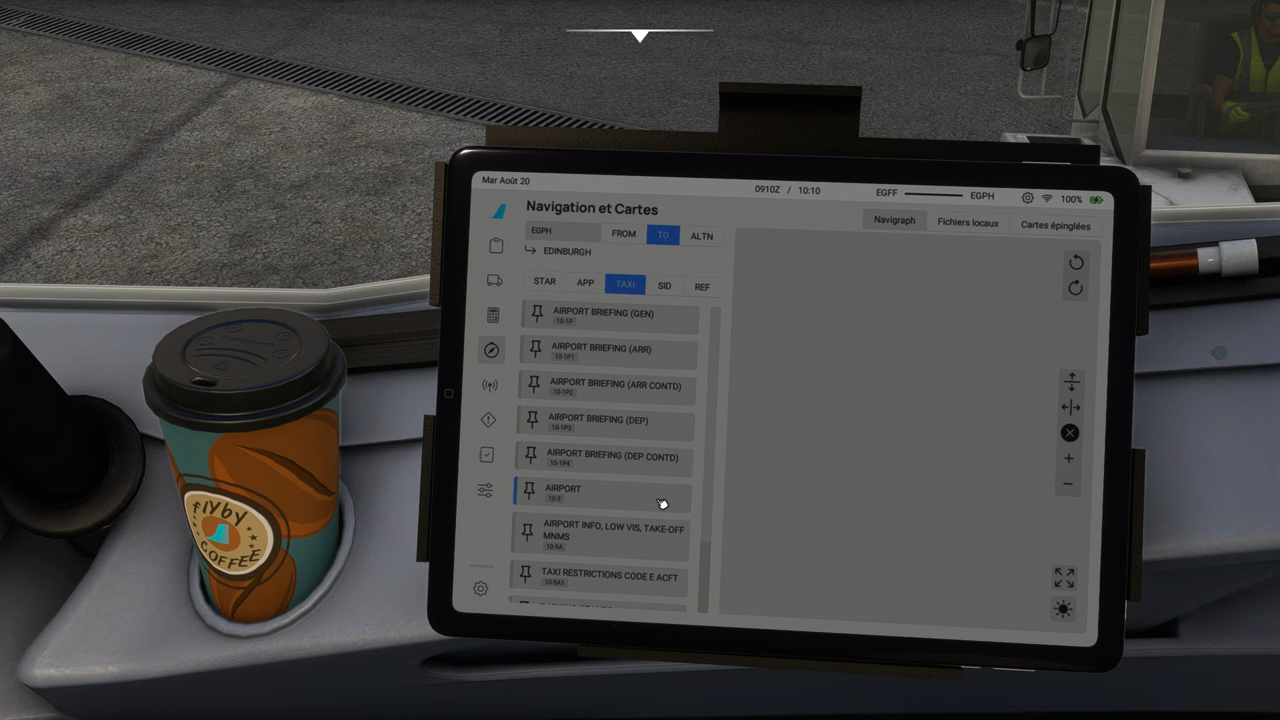 Mar Août 20
0910Z / 10:10
EGFF
EGPH
100%
Navigation et Cartes
Navigraph
Fichiers locaux
Cartes épinglées
EGPH
FROM
TO
ALTN
EDINBURGH
STAR
APP
TAXI
SID
REF
AIRPORT BRIEFING (GEN)
10-1P
AIRPORT BRIEFING (ARR)
10-1P1
AIRPORT BRIEFING (ARR CONTD)
10-1P2
AIRPORT BRIEFING (DEP)
10-1P3
AIRPORT BRIEFING (DEP CONTD)
10-1P4
AIRPORT
10-9
AIRPORT INFO, LOW VIS, TAKE-OFF
MNMS
10-9A
TAXI RESTRICTIONS CODE E ACFT
10-9A1
flyby
COFFEE